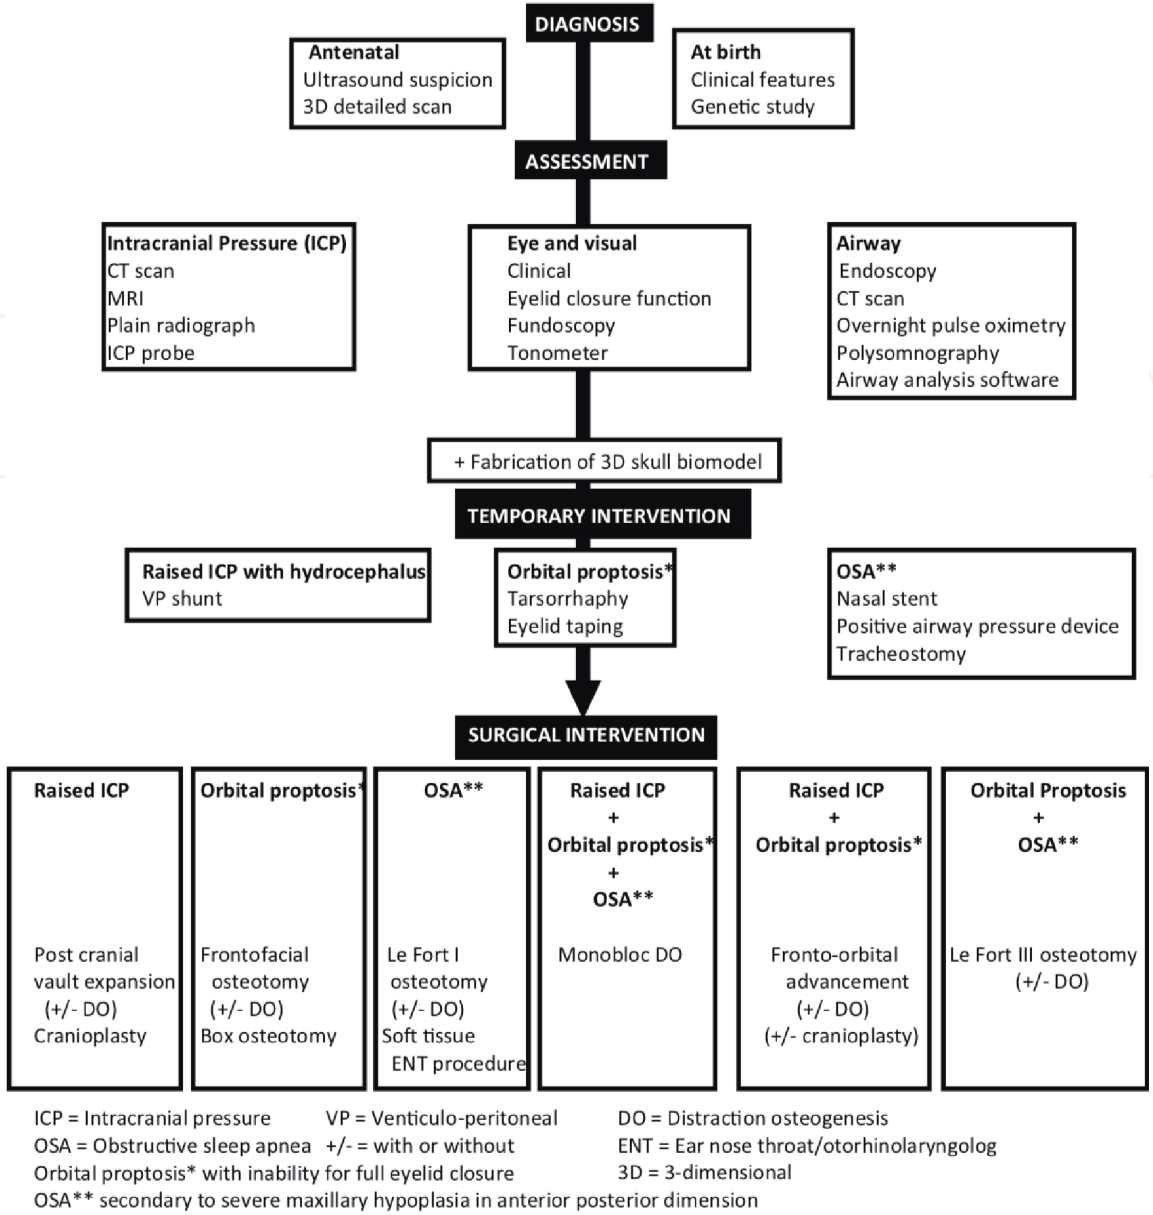 DIAGNOSIS
Antenatal
Ultrasound suspicion
3D detailed scan
At birth
Clinical features
Genetic study
ASSESSMENT
Intracranial Pressure (ICP)
CT scan
MRI
Plain radiograph
ICP probe
Eye and visual
Clinical
Eyelid closure function
Fundoscopy
Tonometer
Airway
Endoscopy
CT scan
Overnight pulse oximetry
Polysomnography
Airway analysis software
+ Fabrication of 3D skull biomodel
TEMPORARY INTERVENTION
Raised ICP with hydrocephalus
VP shunt
Orbital proptosis*
Tarsorrhaphy
Eyelid taping
OSA**
Nasal stent
Positive airway pressure device
Tracheostomy
SURGICAL INTERVENTION
Raised ICP
Post cranial
vault expansion
(+/- DO)
Cranioplasty
Orbital proptosis*
Frontofacial
osteotomy
(+/- DO)
Box osteotomy
OSA**
Le Fort I
osteotomy
(+/- DO)
Soft tissue
ENT procedure
Raised ICP
+
Orbital proptosis*
+
OSA**
Monobloc DO
Raised ICP
+
Orbital proptosis*
Fronto-orbital
advancement
(+/- DO)
(+/- cranioplasty)
Orbital Proptosis
+
OSA**
Le Fort III osteotomy
(+/- DO)
ICP = Intracranial pressure VP = Venticulo-peritoneal DO = Distraction osteogenesis
OSA = Obstructive sleep apnea +/- = with or without ENT = Ear nose throat/otorhinolaryngolog
Orbital proptosis* with inability for full eyelid closure 3D = 3-dimensional
OSA** secondary to severe maxillary hypoplasia in anterior posterior dimension